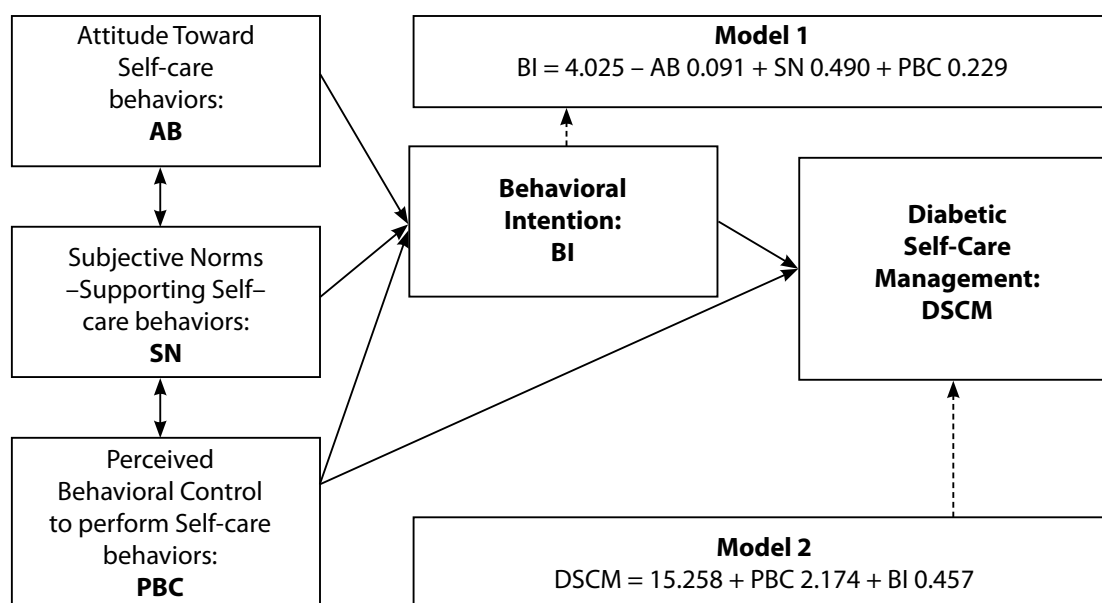 Attitude Toward
Self-care
behaviors:
AB
Subjective Norms
–Supporting Self–
care behaviors:
SN
Perceived
Behavioral Control
to perform Self-care
behaviors:
PBC
Model 1
BI = 4.025 – AB 0.091 + SN 0.490 + PBC 0.229
Behavioral
Intention:
BI
Diabetic
Self-Care
Management:
DSCM
Model 2
DSCM = 15.258 + PBC 2.174 + BI 0.457